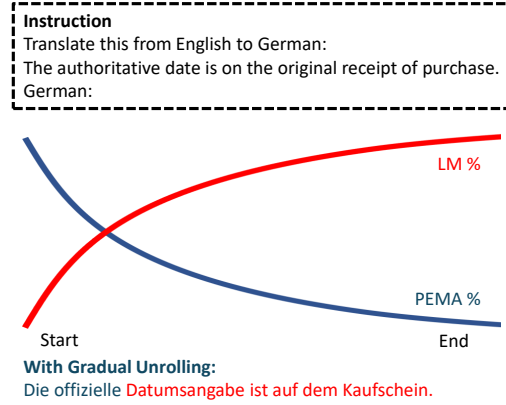 Instruction
Translate this from English to German:
The authoritative date is on the original receipt of purchase.
German:
LM %
PEMA %
Start
End
With Gradual Unrolling:
Die offizielle Datumsangabe ist auf dem Kaufschein.